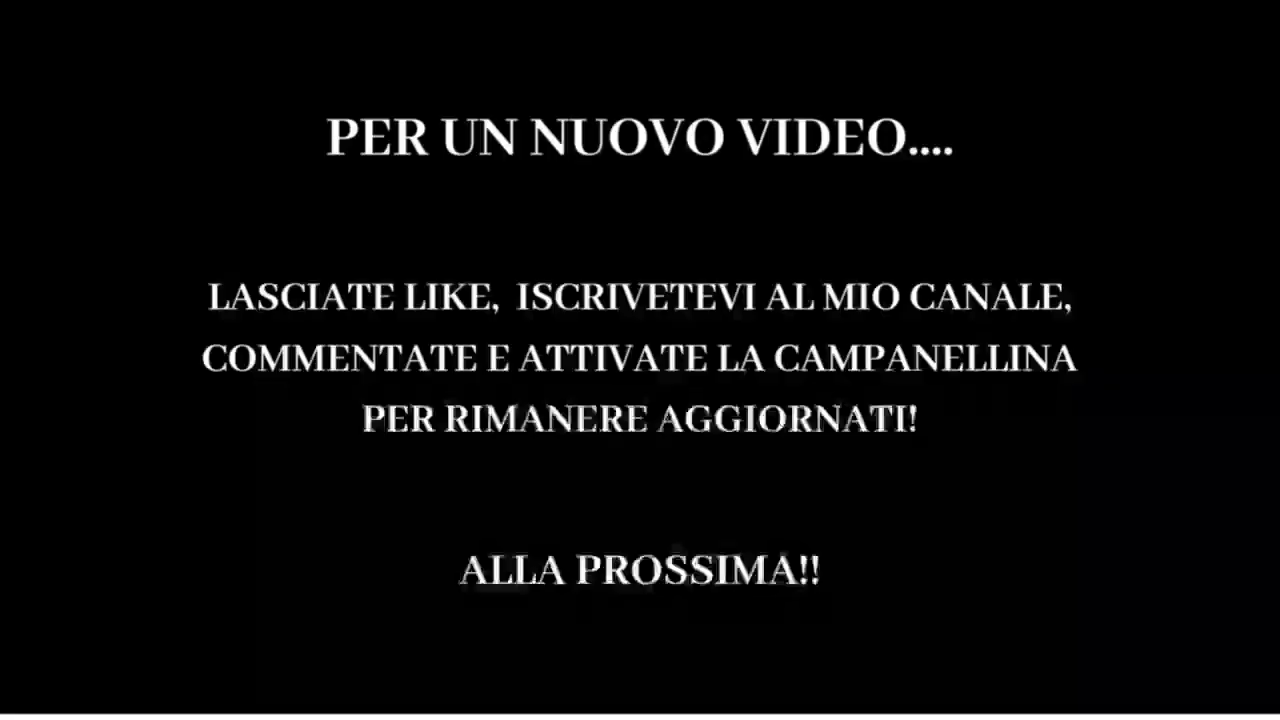 PER UN NUOVO VIDEO....
LASCIATE LIKE, ISCRIVETEVI AL MIO CANALE,
COMMENTATE E ATTIVATE LA CAMPANELLINA
PER RIMANERE AGGIORNATI!
ALLA PROSSIMA!!